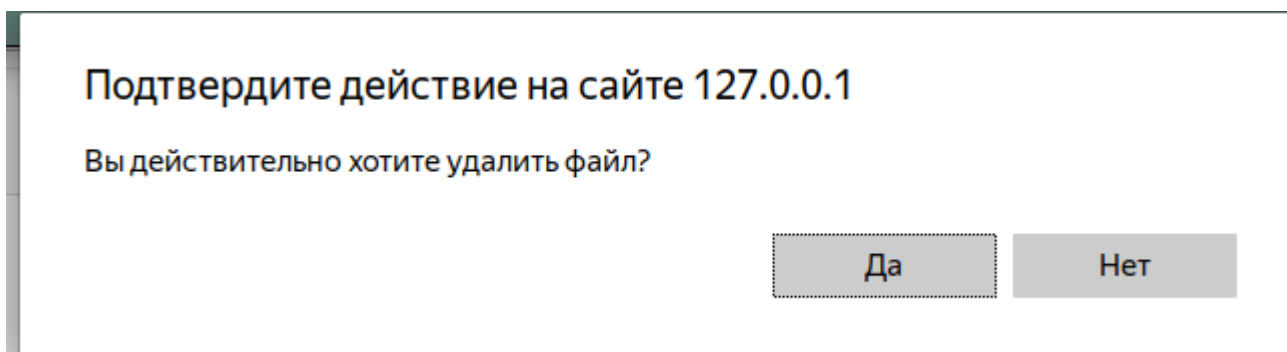 Подтвердите действие на сайте 127.0.0.1
Вы действительно хотите удалить файл?
Да Нет